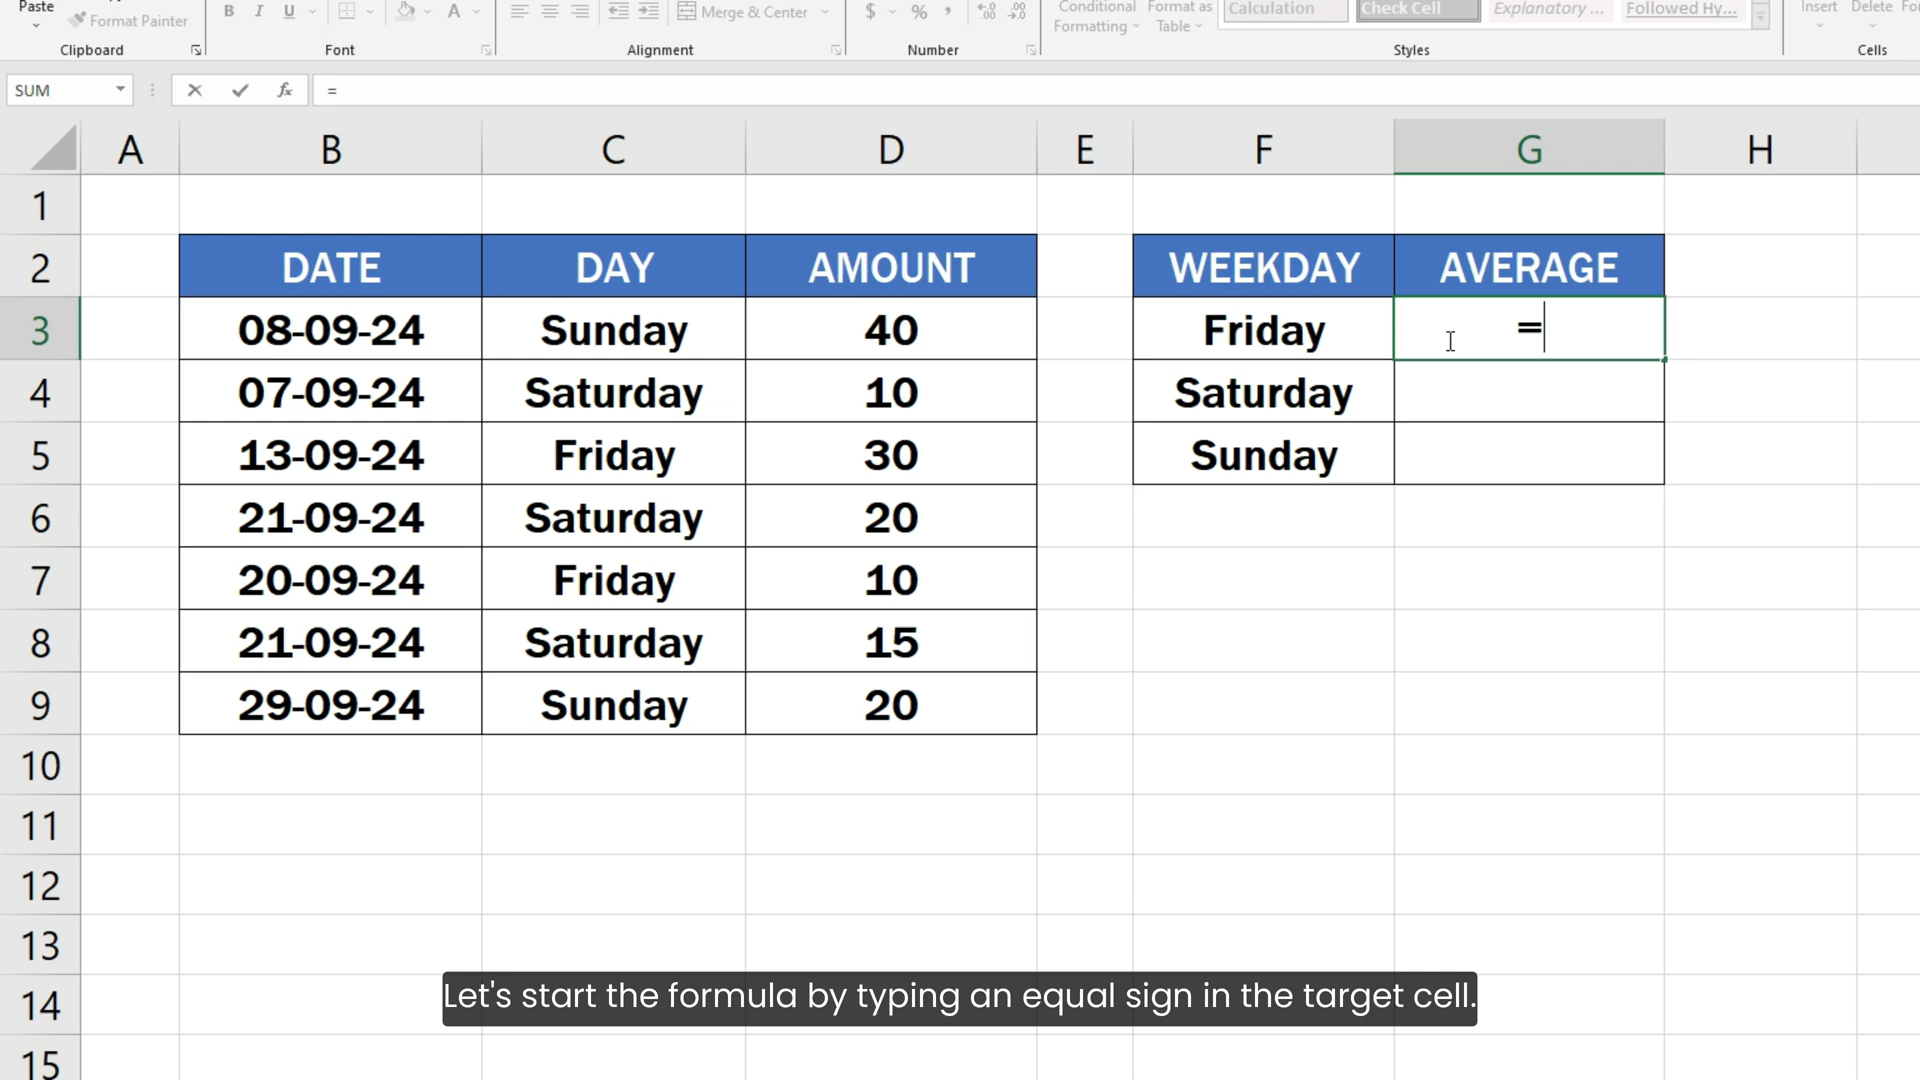 Paste
Format Painter
Clipboard
B I U A
Font
Merge & Center
Alignment
$ % ,
Number
Conditional Formatting
Format as Table
Calculation
Check Cell
Explanatory ...
Followed Hy...
Styles
Insert
Delete
Cells
SUM
fx
=
A B C D E F G H
1
2 DATE DAY AMOUNT WEEKDAY AVERAGE
3 08-09-24 Sunday 40 Friday =
4 07-09-24 Saturday 10 Saturday
5 13-09-24 Friday 30 Sunday
6 21-09-24 Saturday 20
7 20-09-24 Friday 10
8 21-09-24 Saturday 15
9 29-09-24 Sunday 20
10
11
12
13
14
15
Let's start the formula by typing an equal sign in the target cell.